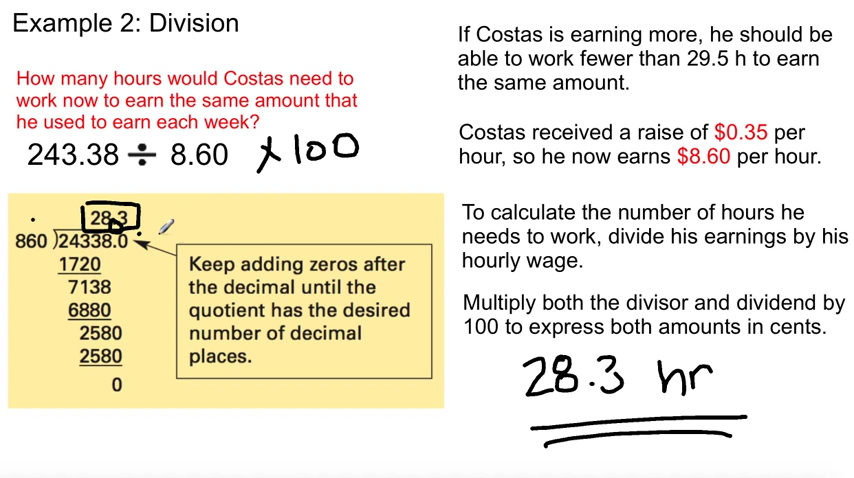 Example 2: Division
How many hours would Costas need to
work now to earn the same amount that
he used to earn each week?
243.38 ÷ 8.60 × 100
28.3
860 )24338.0
1720
7138
6880
2580
2580
0
Keep adding zeros after
the decimal until the
quotient has the desired
number of decimal
places.
If Costas is earning more, he should be
able to work fewer than 29.5 h to earn
the same amount.
Costas received a raise of $0.35 per
hour, so he now earns $8.60 per hour.
To calculate the number of hours he
needs to work, divide his earnings by his
hourly wage.
Multiply both the divisor and dividend by
100 to express both amounts in cents.
28.3 hr